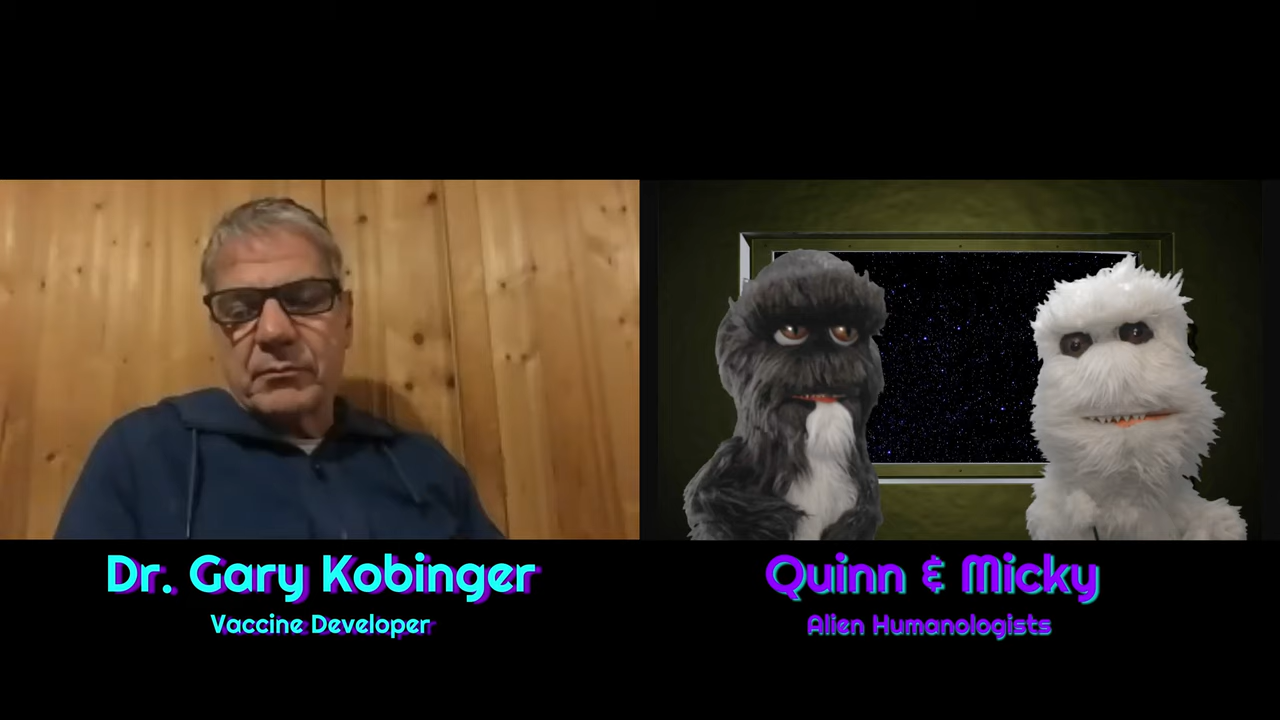 Dr. Gary Kobinger
Vaccine Developer
Quinn & Micky
Alien Humanologists